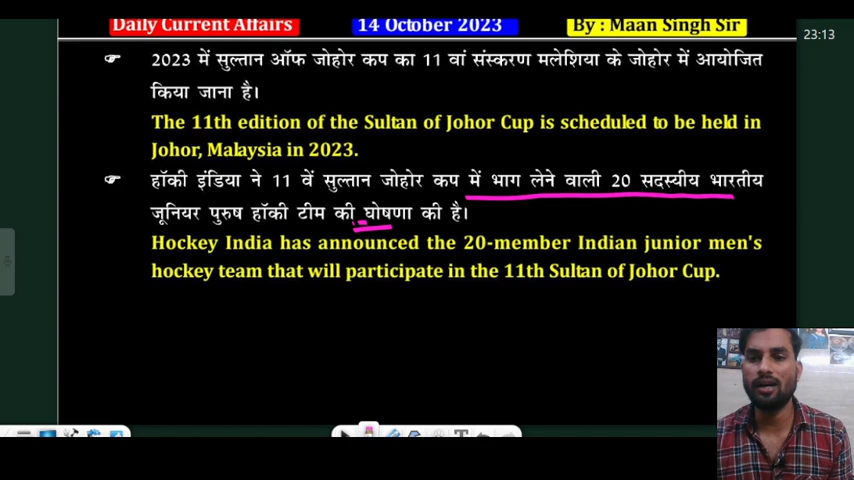 Daily Current Affairs 14 October 2023 By : Maan Singh Sir
23:13
☞ 2023 में सुल्तान ऑफ जोहोर कप का 11 वां संस्करण मलेशिया के जोहोर में आयोजित
किया जाना है।
The 11th edition of the Sultan of Johor Cup is scheduled to be held in
Johor, Malaysia in 2023.
☞ हॉकी इंडिया ने 11 वें सुल्तान जोहोर कप में भाग लेने वाली 20 सदस्यीय भारतीय
जूनियर पुरुष हॉकी टीम की घोषणा की है।
Hockey India has announced the 20-member Indian junior men's
hockey team that will participate in the 11th Sultan of Johor Cup.